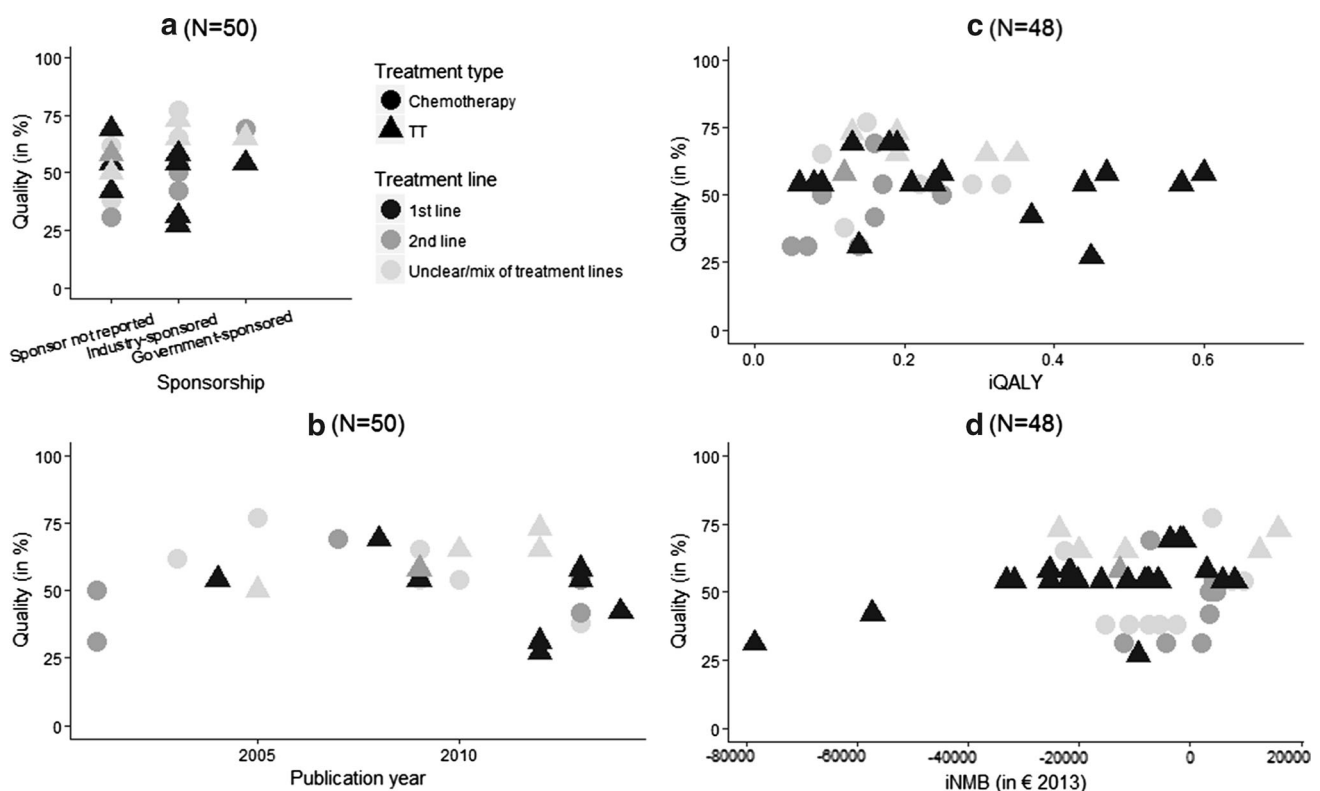 a (N=50)
Quality (in %)
100
75
50
25
0
Sponsor not reported
Industry-sponsored
Government-sponsored
Sponsorship
Treatment type
Chemotherapy
TT
Treatment line
1st line
2nd line
Unclear/mix of treatment lines
c (N=48)
Quality (in %)
100
75
50
25
0
0.0 0.2 0.4 0.6
iQALY
b (N=50)
Quality (in %)
100
75
50
25
0
2005 2010
Publication year
d (N=48)
Quality (in %)
100
75
50
25
0
-80000 -60000 -40000 -20000 0 20000
iNMB (in € 2013)